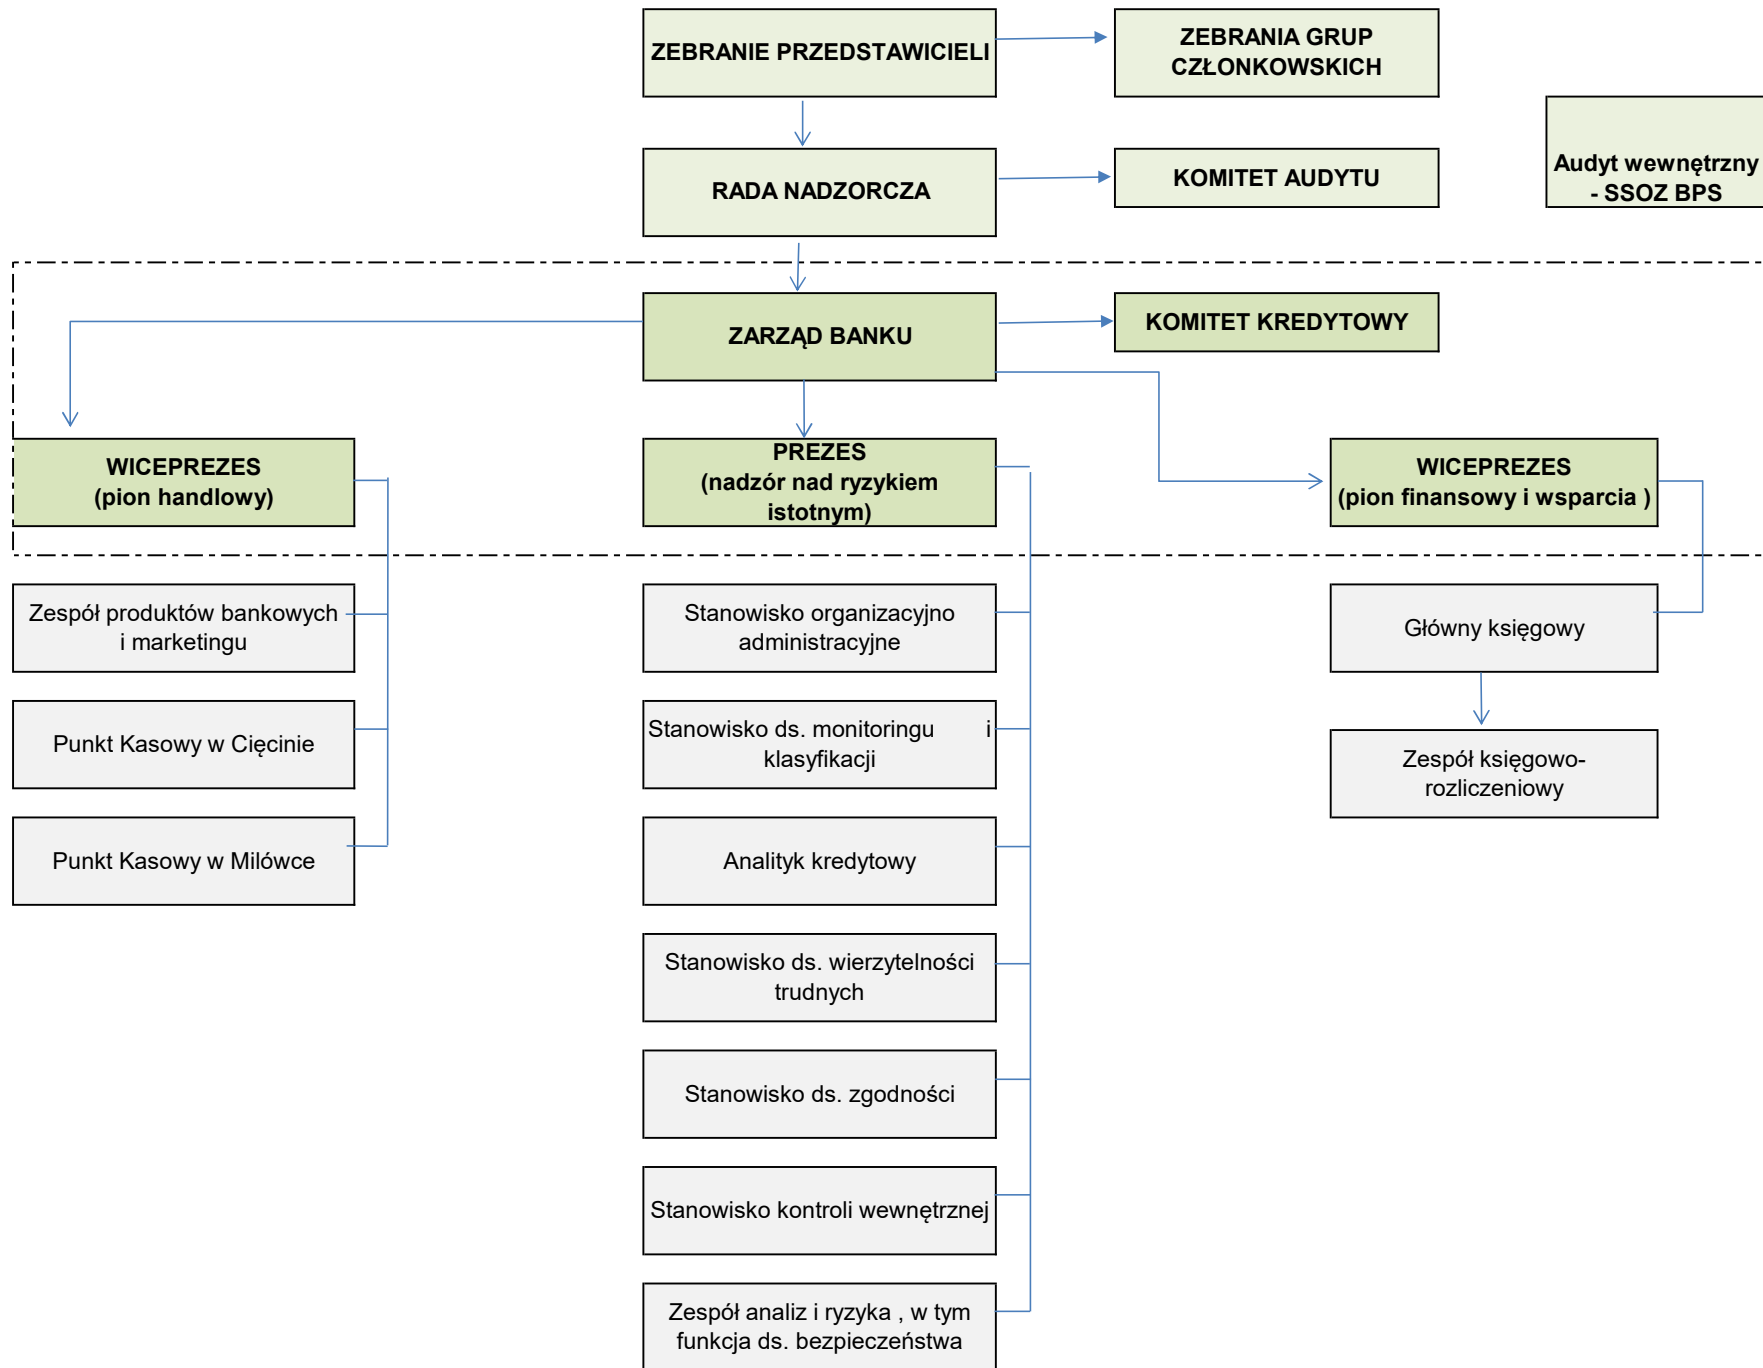 ZEBRANIE PRZEDSTAWICIELI
ZEBRANIA GRUP
CZŁONKOWSKICH
Audyt wewnętrzny
- SSOZ BPS
RADA NADZORCZA
KOMITET AUDYTU
ZARZĄD BANKU
KOMITET KREDYTOWY
WICEPREZES
(pion handlowy)
PREZES
(nadzór nad ryzykiem
istotnym)
WICEPREZES
(pion finansowy i wsparcia )
Zespół produktów bankowych
i marketingu
Stanowisko organizacyjno
administracyjne
Główny księgowy
Punkt Kasowy w Cięcinie
Stanowisko ds. monitoringu i
klasyfikacji
Zespół księgowo-
rozliczeniowy
Punkt Kasowy w Milówce
Analityk kredytowy
Stanowisko ds. wierzytelności
trudnych
Stanowisko ds. zgodności
Stanowisko kontroli wewnętrznej
Zespół analiz i ryzyka , w tym
funkcja ds. bezpieczeństwa